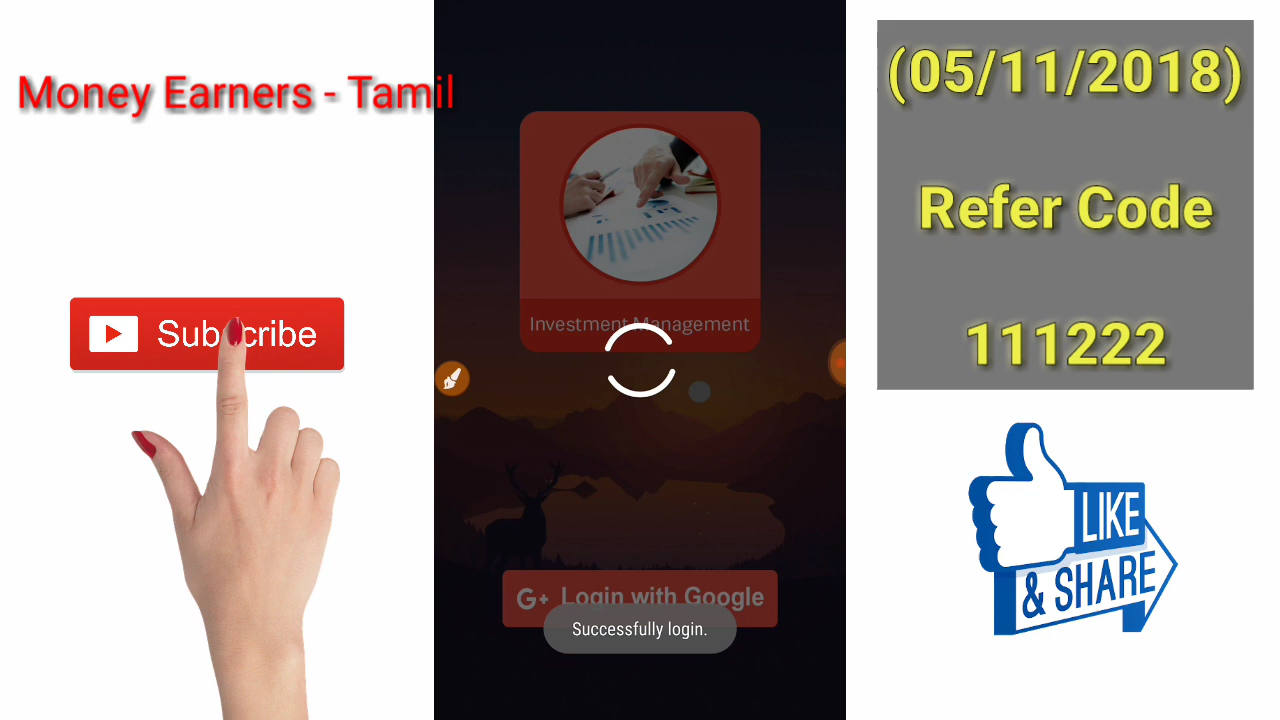 Money Earners - Tamil
Subscribe
Investment Management
G+ Login with Google
Successfully login.
(05/11/2018)
Refer Code
111222
LIKE
& SHARE